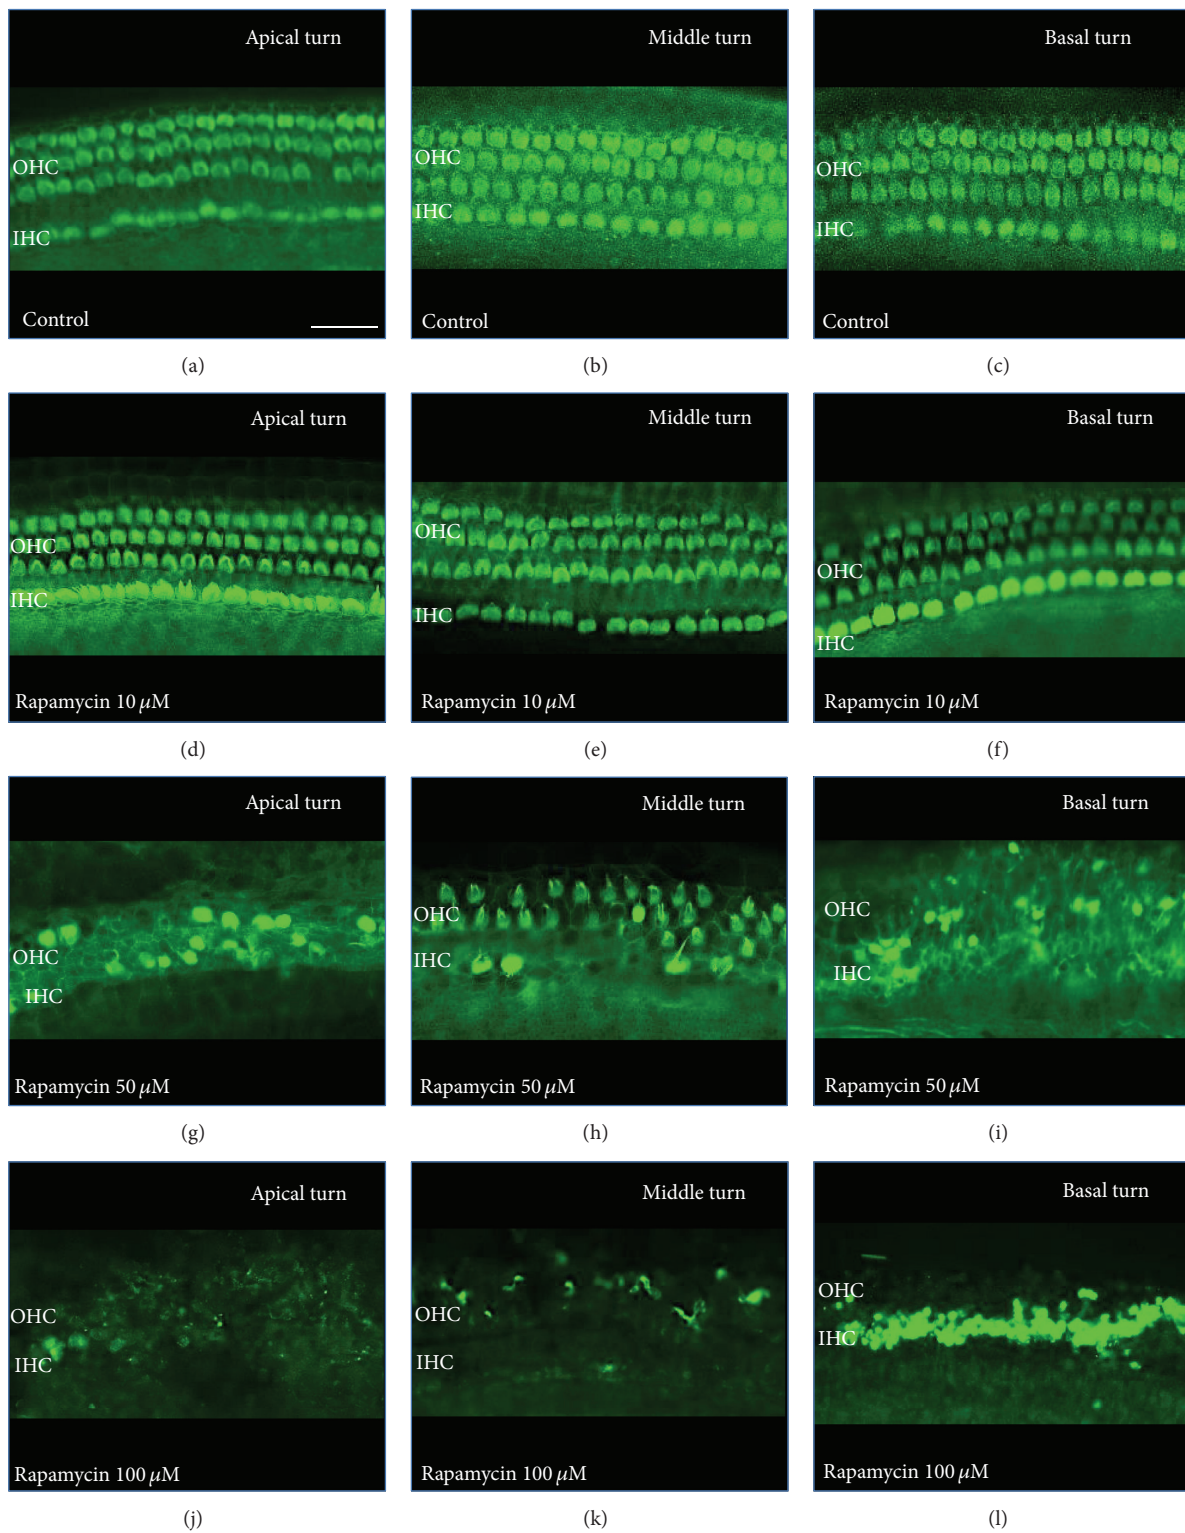 Apical turn
OHC
IHC
Control
(a)
Middle turn
OHC
IHC
Control
(b)
Basal turn
OHC
IHC
Control
(c)
Apical turn
OHC
IHC
Rapamycin 10 μM
(d)
Middle turn
OHC
IHC
Rapamycin 10 μM
(e)
Basal turn
OHC
IHC
Rapamycin 10 μM
(f)
Apical turn
OHC
IHC
Rapamycin 50 μM
(g)
Middle turn
OHC
IHC
Rapamycin 50 μM
(h)
Basal turn
OHC
IHC
Rapamycin 50 μM
(i)
Apical turn
OHC
IHC
Rapamycin 100 μM
(j)
Middle turn
OHC
IHC
Rapamycin 100 μM
(k)
Basal turn
OHC
IHC
Rapamycin 100 μM
(l)